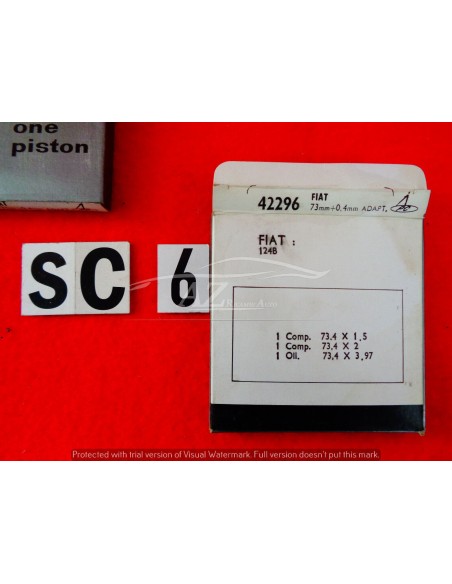 one
piston
42296 FIAT
73mm+0,4mm ADAPT.
FIAT :
124B
SC 6
AZ
1 Comp. 73,4 X 1,5
1 Comp. 73,4 X 2
1 Oil. 73,4 X 3,97
Protected with trial version of Visual Watermark. Full version doesn't put this mark.